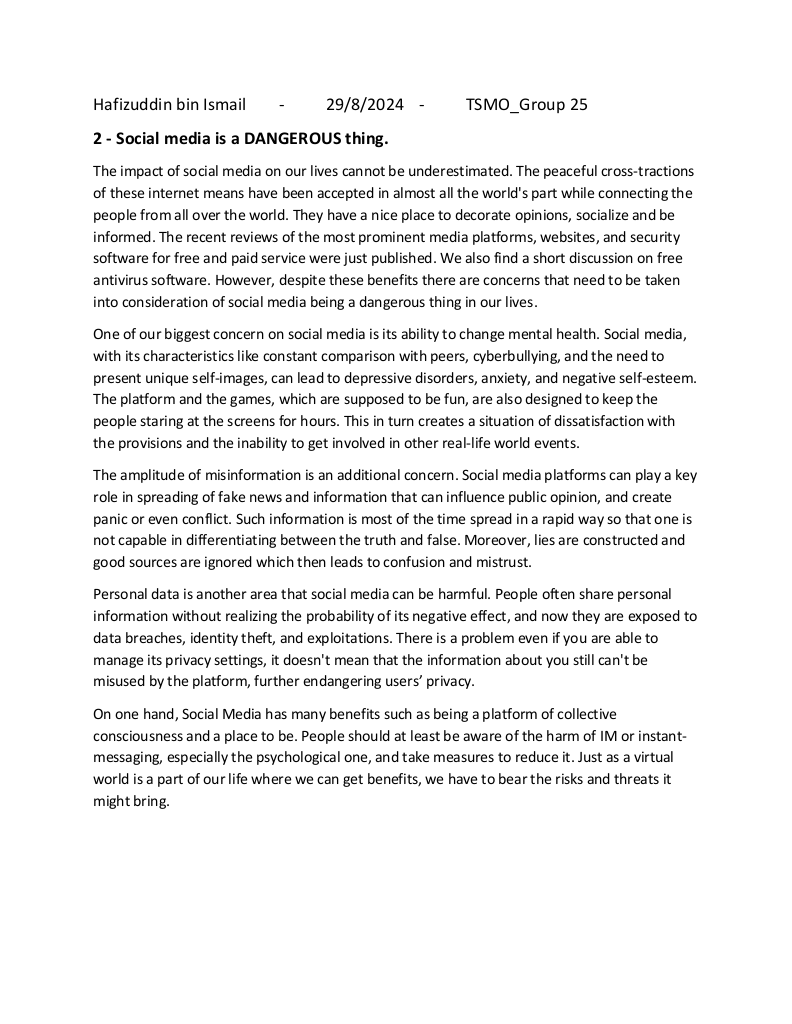 Hafizuddin bin Ismail - 29/8/2024 - TSMO_Group 25
2 - Social media is a DANGEROUS thing.
The impact of social media on our lives cannot be underestimated. The peaceful cross-tractions
of these internet means have been accepted in almost all the world's part while connecting the
people from all over the world. They have a nice place to decorate opinions, socialize and be
informed. The recent reviews of the most prominent media platforms, websites, and security
software for free and paid service were just published. We also find a short discussion on free
antivirus software. However, despite these benefits there are concerns that need to be taken
into consideration of social media being a dangerous thing in our lives.
One of our biggest concern on social media is its ability to change mental health. Social media,
with its characteristics like constant comparison with peers, cyberbullying, and the need to
present unique self-images, can lead to depressive disorders, anxiety, and negative self-esteem.
The platform and the games, which are supposed to be fun, are also designed to keep the
people staring at the screens for hours. This in turn creates a situation of dissatisfaction with
the provisions and the inability to get involved in other real-life world events.
The amplitude of misinformation is an additional concern. Social media platforms can play a key
role in spreading of fake news and information that can influence public opinion, and create
panic or even conflict. Such information is most of the time spread in a rapid way so that one is
not capable in differentiating between the truth and false. Moreover, lies are constructed and
good sources are ignored which then leads to confusion and mistrust.
Personal data is another area that social media can be harmful. People often share personal
information without realizing the probability of its negative effect, and now they are exposed to
data breaches, identity theft, and exploitations. There is a problem even if you are able to
manage its privacy settings, it doesn't mean that the information about you still can't be
misused by the platform, further endangering users’ privacy.
On one hand, Social Media has many benefits such as being a platform of collective
consciousness and a place to be. People should at least be aware of the harm of IM or instant-
messaging, especially the psychological one, and take measures to reduce it. Just as a virtual
world is a part of our life where we can get benefits, we have to bear the risks and threats it
might bring.